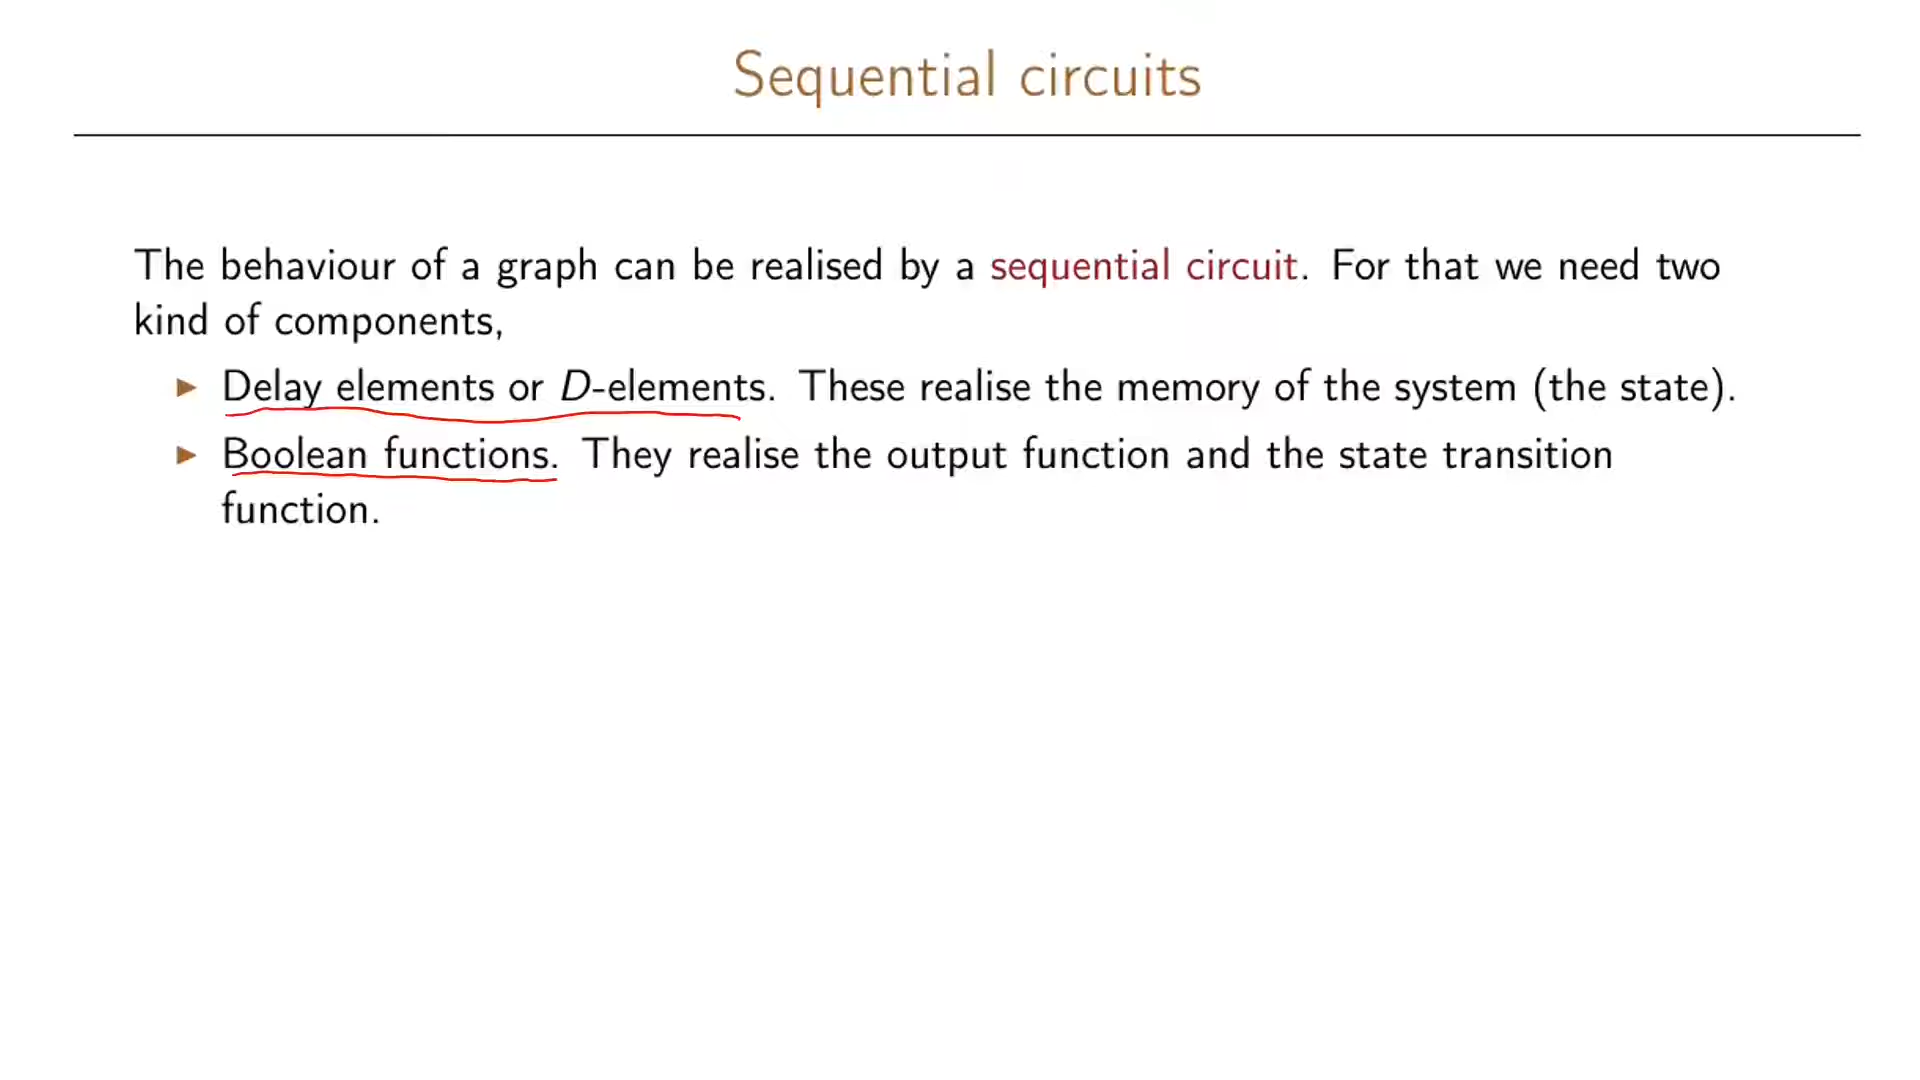 Sequential circuits
The behaviour of a graph can be realised by a sequential circuit. For that we need two
kind of components,
▶ Delay elements or D-elements. These realise the memory of the system (the state).
▶ Boolean functions. They realise the output function and the state transition
function.